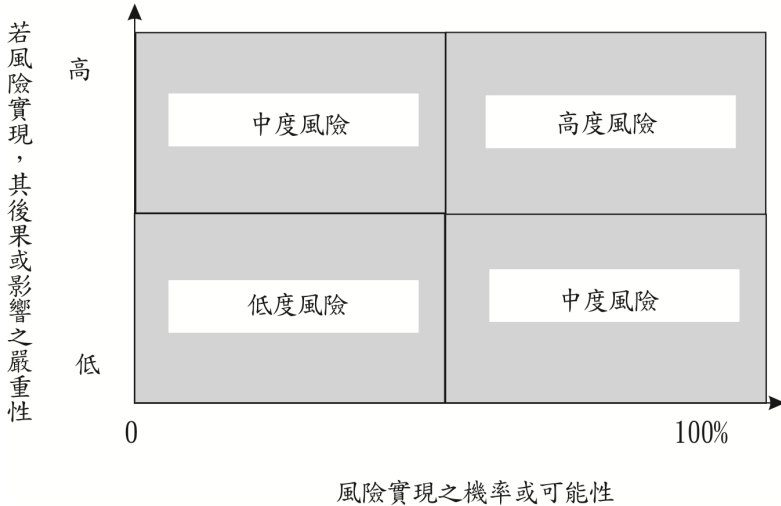 若風險實現，其後果或影響之嚴重性
高
中度風險
高度風險
低度風險
中度風險
低
0
100%
風險實現之機率或可能性